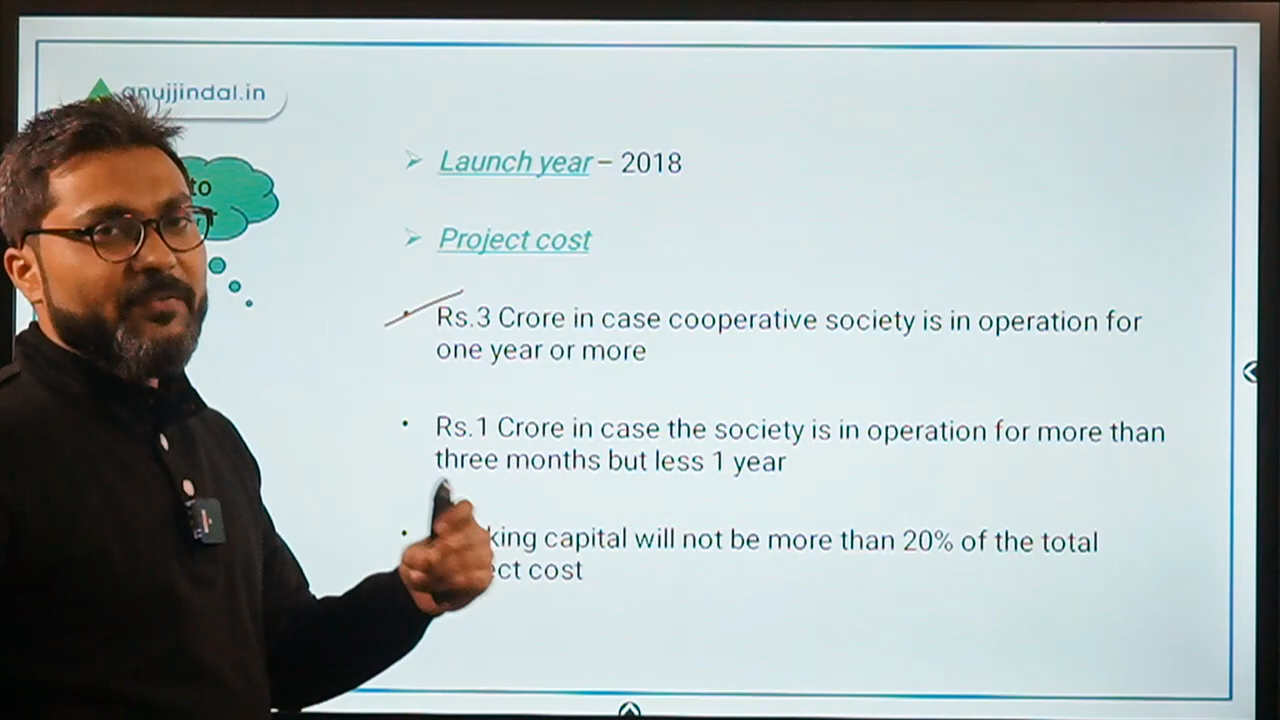 anujjindal.in
to
Launch year – 2018
Project cost
Rs.3 Crore in case cooperative society is in operation for
one year or more
Rs.1 Crore in case the society is in operation for more than
three months but less 1 year
capital will not be more than 20% of the total
cost